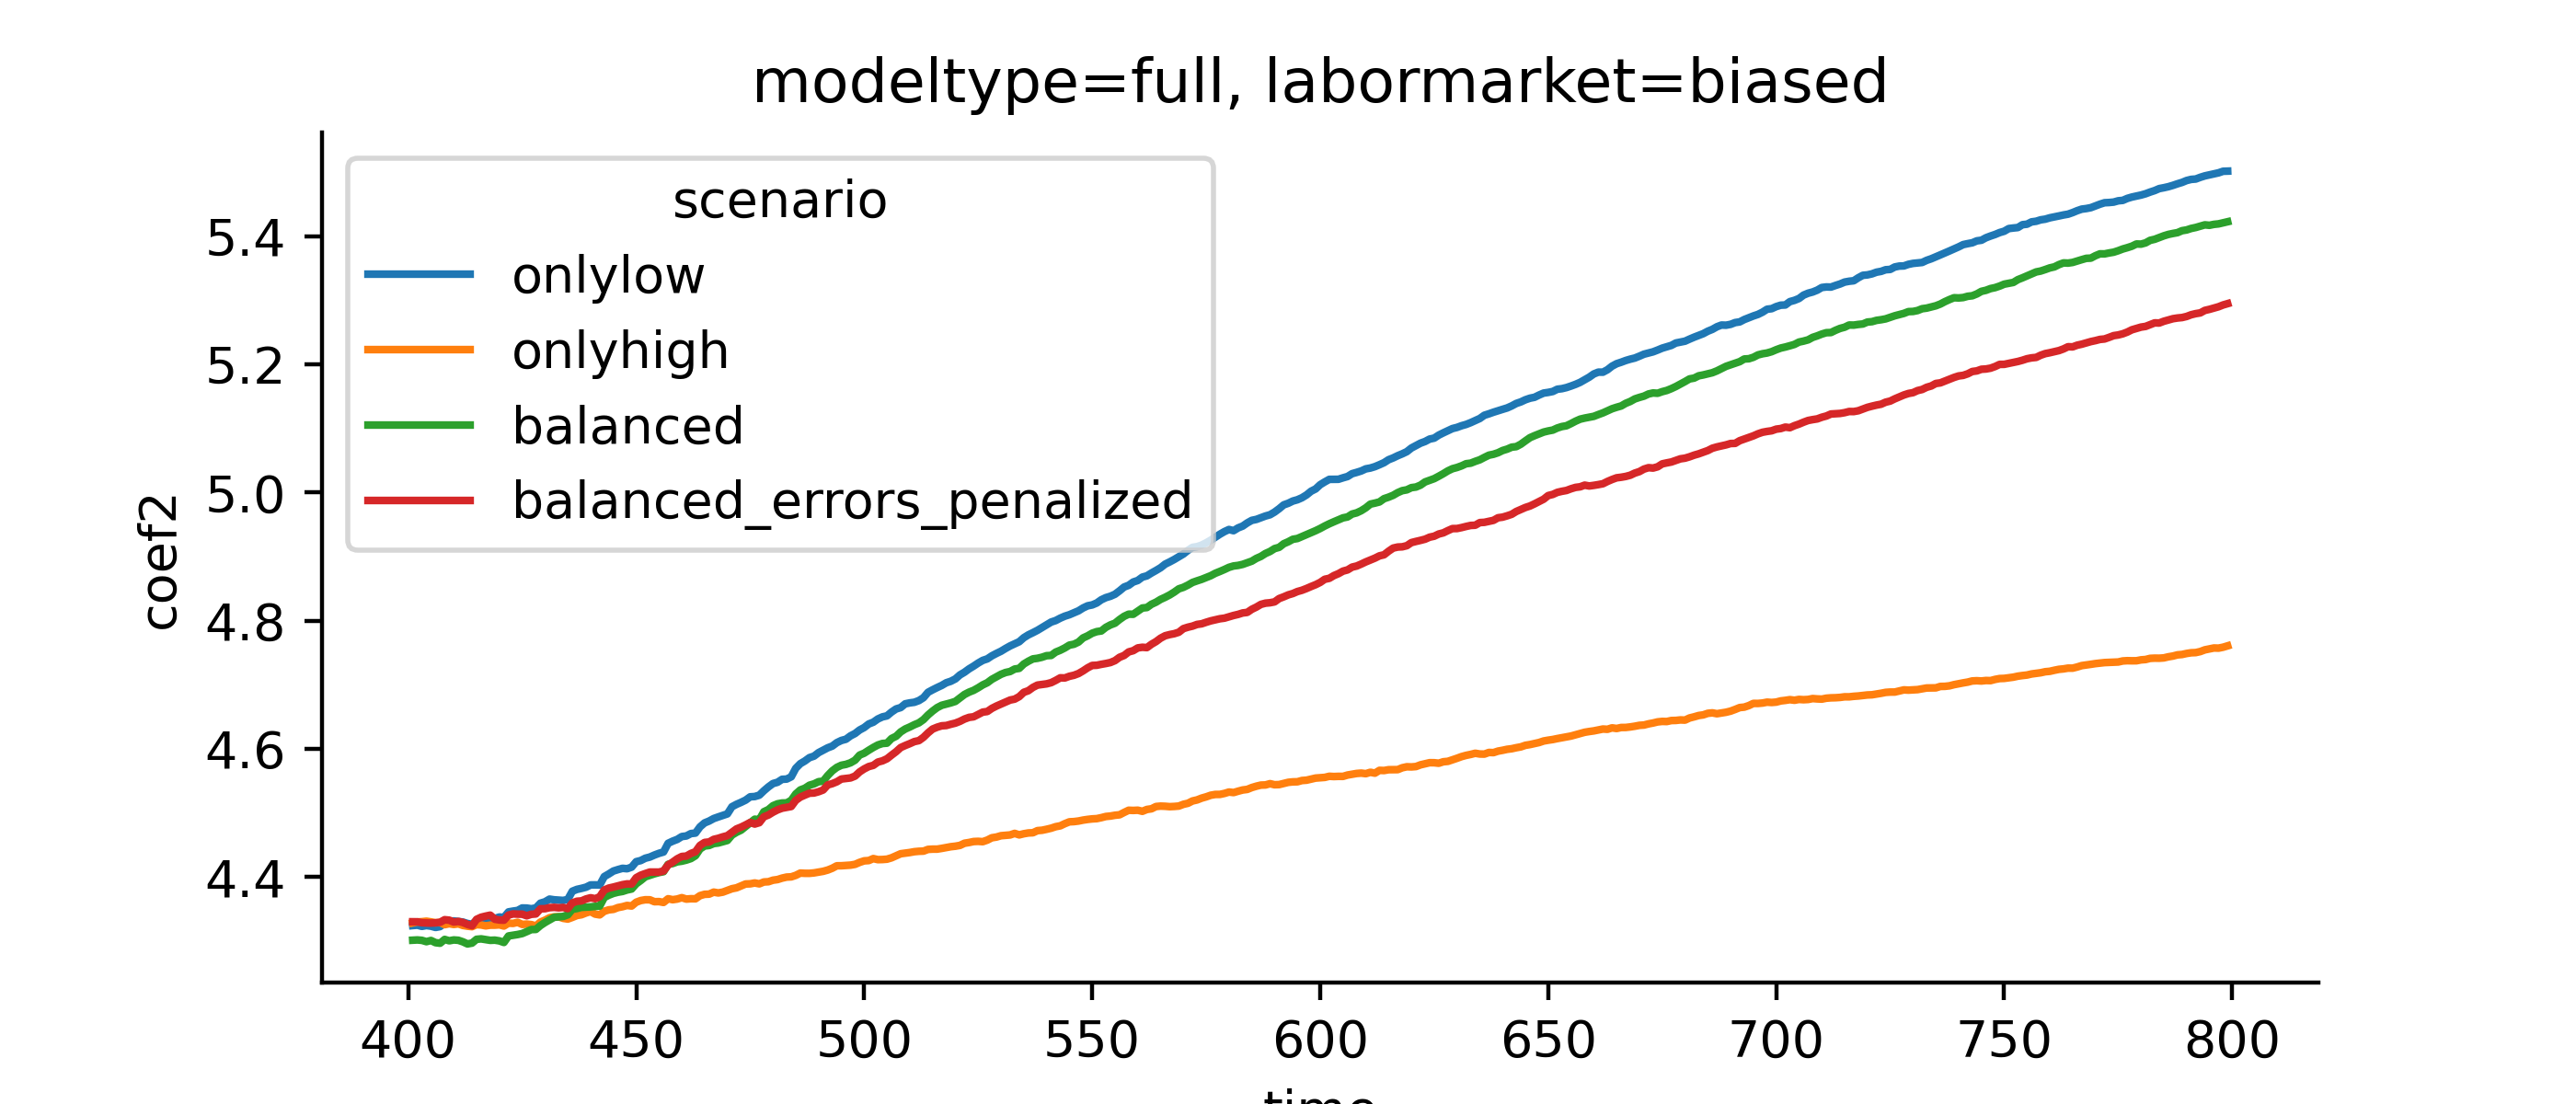 modeltype=full, labormarket=biased
scenario
onlylow
onlyhigh
balanced
balanced_errors_penalized
coef2
5.4
5.2
5.0
4.8
4.6
4.4
400 450 500 550 600 650 700 750 800
time